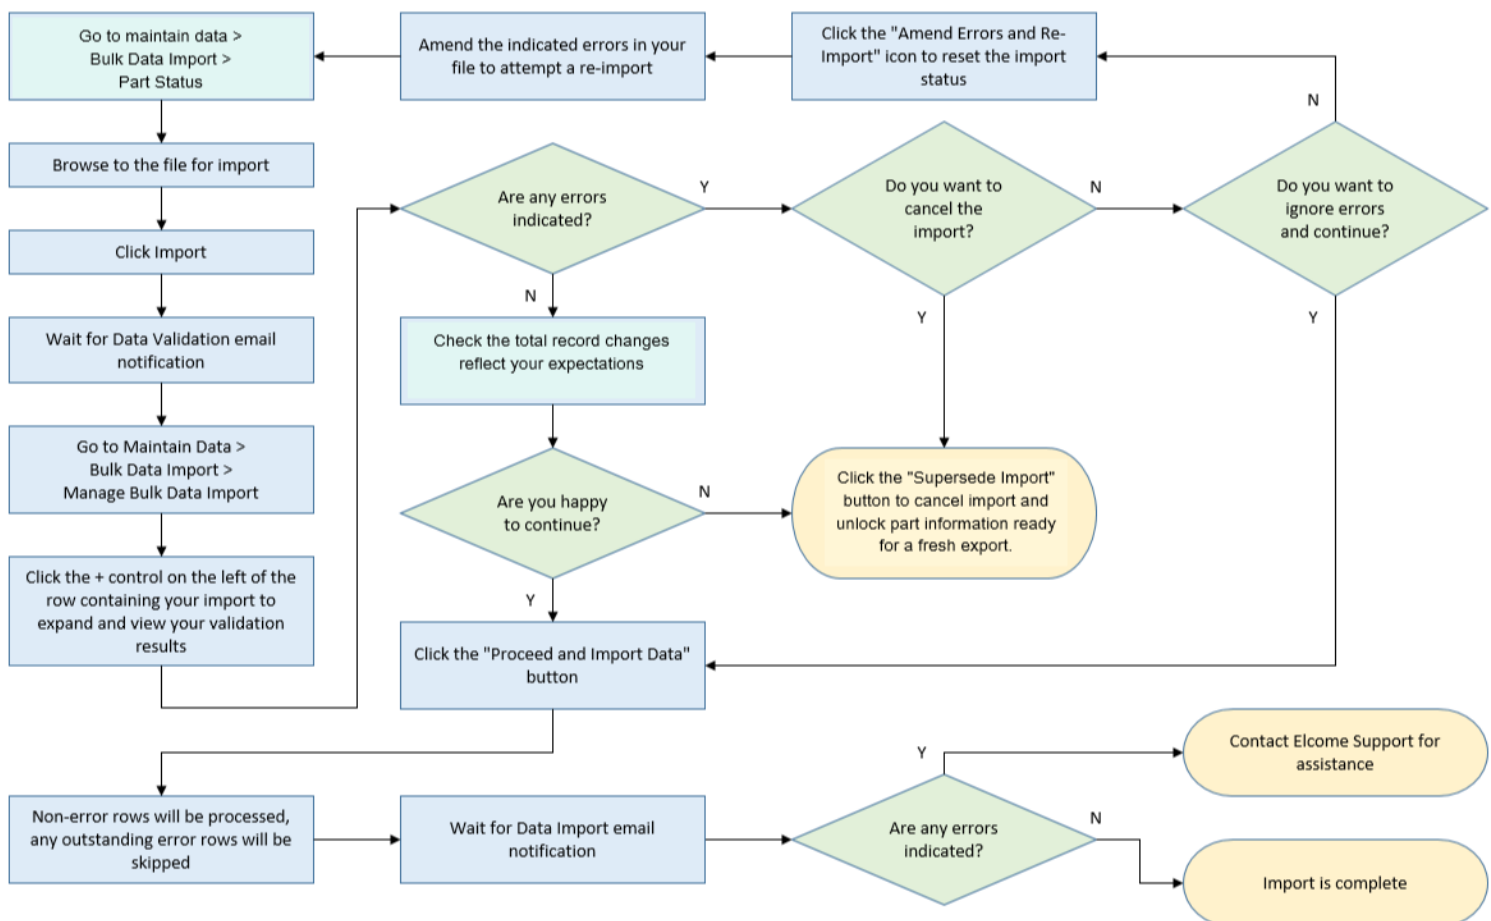 Go to maintain data >
Bulk Data Import >
Part Status
Amend the indicated errors in your
file to attempt a re-import
Click the "Amend Errors and Re-
Import" icon to reset the import
status
N
Browse to the file for import
Are any errors
indicated?
Y
Do you want to
cancel the
import?
N
Do you want to
ignore errors
and continue?
Click Import
N
Y
Y
Wait for Data Validation email
notification
Check the total record changes
reflect your expectations
Go to Maintain Data >
Bulk Data Import >
Manage Bulk Data Import
Are you happy
to continue?
N
Click the "Supersede Import"
button to cancel import and
unlock part information ready
for a fresh export.
Click the + control on the left of the
row containing your import to
expand and view your validation
results
Y
Click the "Proceed and Import Data"
button
Non-error rows will be processed,
any outstanding error rows will be
skipped
Wait for Data Import email
notification
Are any errors
indicated?
Y
Contact Elcome Support for
assistance
N
Import is complete